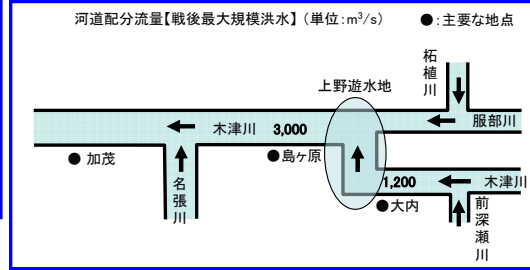 河道配分流量【戦後最大規模洪水】(単位:m³/s)
●:主要な地点
柘植川
上野遊水地
服部川
木津川
3,000
加茂
島ヶ原
名張川
1,200
木津川
大内
前深瀬川